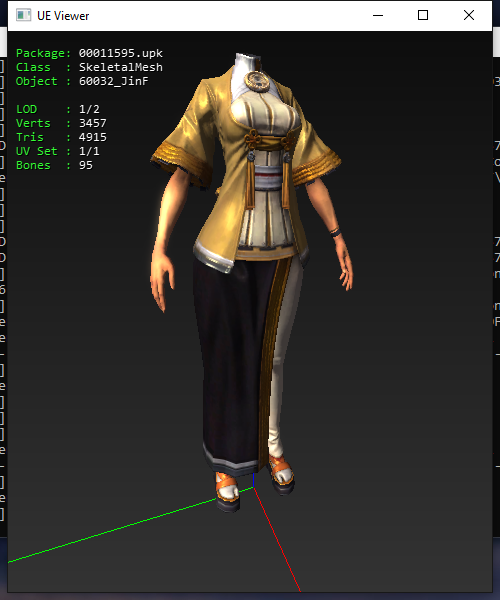 UE Viewer
Package: 00011595.upk
Class  : SkeletalMesh
Object : 60032_JinF
LOD    : 1/2
Verts  : 3457
Tris   : 4915
UV Set : 1/1
Bones  : 95